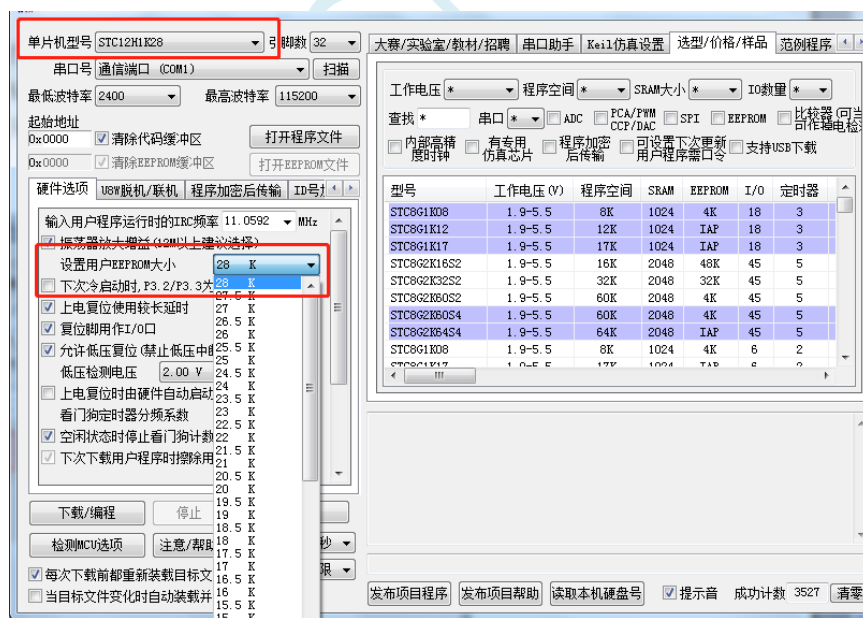 单片机型号 STC12H1K28 引脚数 32
串口号 通信端口 (COM1) 扫描
最低波特率 2400 最高波特率 115200
起始地址
0x0000 清除代码缓冲区 打开程序文件
0x0000 清除EEPROM缓冲区 打开EEPROM文件
硬件选项 U8W脱机/联机 程序加密后传输
输入用户程序运行时的IRC频率 11.0592 MHz
振荡器放大增益(12M以上建议选择)
设置用户EEPROM大小 28 K
下次冷启动时,P3.2/P3.3为
上电复位使用较长延时
复位脚用作I/O口
允许低压复位(禁止低压中
低压检测电压 2.00 V
上电复位时由硬件自动启动
看门狗定时器分频系数
空闲状态时停止看门狗计数
下次下载用户程序时擦除用
28 K
27.5 K
27 K
26.5 K
26 K
25.5 K
25 K
24.5 K
24 K
23.5 K
23 K
22.5 K
22 K
21.5 K
21 K
20.5 K
20 K
19.5 K
19 K
18.5 K
18 K
17.5 K
17 K
16.5 K
16 K
15.5 K
15 K
下载/编程 停止
检测MCU选项 注意/帮助 秒
每次下载前都重新装载目标文 限
当目标文件变化时自动装载并
大赛/实验室/教材/招聘 串口助手 Keil仿真设置 选型/价格/样品 范例程序
工作电压 * 程序空间 * SRAM大小 * IO数量 *
查找 * 串口 * ADC PCA/PWM CCP/DAC SPI EEPROM 比较器(可当
内部高精度时钟 有专用仿真芯片 程序加密后传输 可设置下次更新用户程序需口令 支持USB下载
型号 工作电压(V) 程序空间 SRAM EEPROM I/O 定时器
STC8G1K08 1.9-5.5 8K 1024 4K 18 3
STC8G1K12 1.9-5.5 12K 1024 IAP 18 3
STC8G1K17 1.9-5.5 17K 1024 IAP 18 3
STC8G2K16S2 1.9-5.5 16K 2048 48K 45 5
STC8G2K32S2 1.9-5.5 32K 2048 32K 45 5
STC8G2K60S2 1.9-5.5 60K 2048 4K 45 5
STC8G2K60S4 1.9-5.5 60K 2048 4K 45 5
STC8G2K64S4 1.9-5.5 64K 2048 IAP 45 5
STC8G1K08 1.9-5.5 8K 1024 4K 6 2
发布项目程序 发布项目帮助 读取本机硬盘号 提示音 成功计数 3527 清零